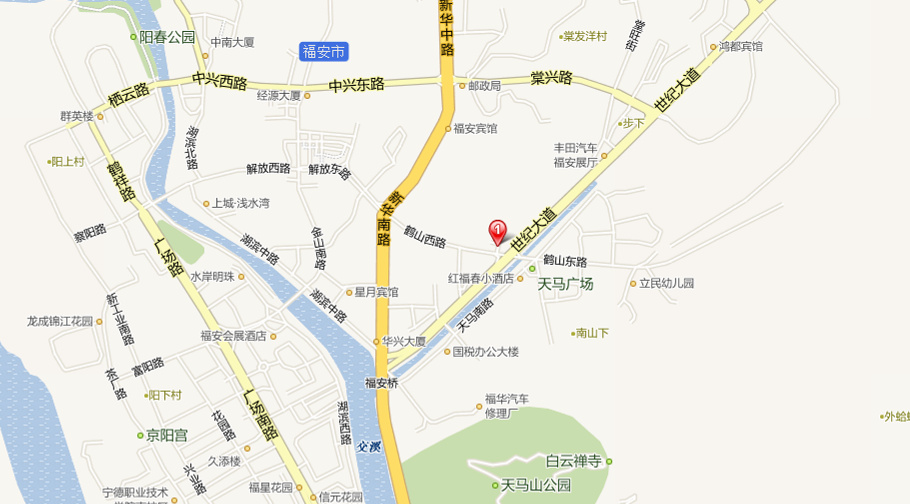 新华中路
棠旺街
阳春公园
中南大厦
福安市
棠发洋村
鸿都宾馆
栖云路
中兴西路
中兴东路
经源大厦
邮政局
棠兴路
世纪大道
群英楼
湖滨北路
福安宾馆
步下
丰田汽车
福安展厅
阳上村
鹤祥路
解放西路
解放东路
新华南路
上城·浅水湾
察阳路
广场路
湖滨中路
金山南路
鹤山西路
1
世纪大道
鹤山东路
水岸明珠
红福春小酒店
天马广场
立民幼儿园
星月宾馆
湖滨中路
新工业南路
龙成锦江花园
天马南路
福安会展酒店
华兴大厦
南山下
国税办公大楼
茶厂路
富阳路
福安桥
阳下村
广场南路
花园路
湖滨西路
福华汽车
修理厂
外蛤蟆
京阳宫
交溪
久添楼
白云禅寺
兴业路
宁德职业技术
福星花园
信元花园
天马山公园